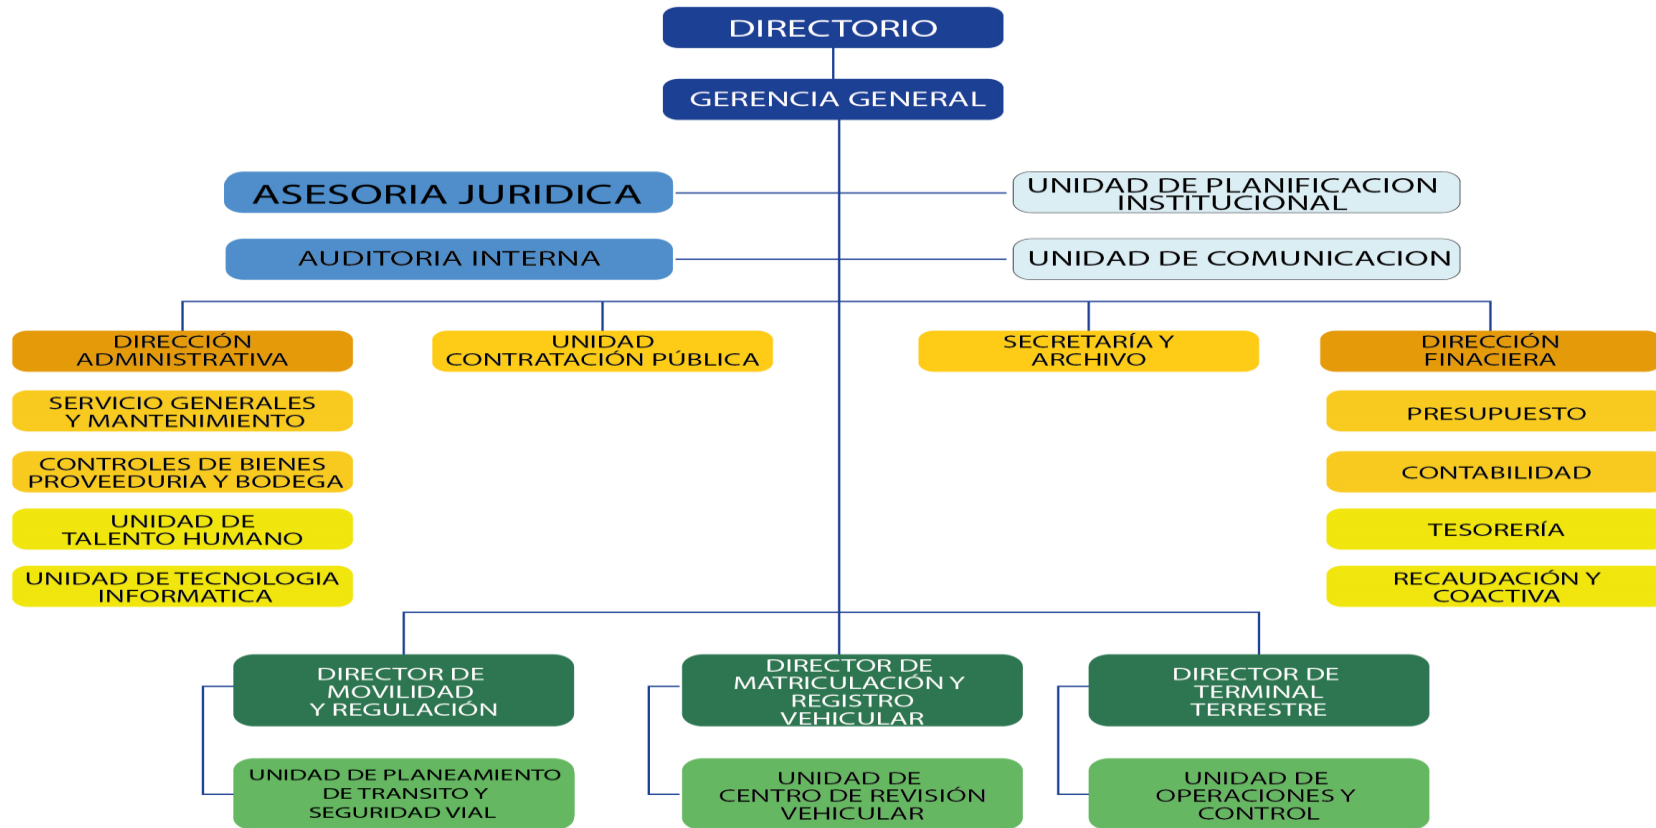 DIRECTORIO
GERENCIA GENERAL
ASESORIA JURIDICA
UNIDAD DE PLANIFICACION
INSTITUCIONAL
AUDITORIA INTERNA
UNIDAD DE COMUNICACION
DIRECCIÓN
ADMINISTRATIVA
UNIDAD
CONTRATACIÓN PÚBLICA
SECRETARÍA Y
ARCHIVO
DIRECCIÓN
FINACIERA
SERVICIO GENERALES
Y MANTENIMIENTO
PRESUPUESTO
CONTROLES DE BIENES
PROVEEDURIA Y BODEGA
CONTABILIDAD
UNIDAD DE
TALENTO HUMANO
TESORERÍA
UNIDAD DE TECNOLOGIA
INFORMATICA
RECAUDACIÓN Y
COACTIVA
DIRECTOR DE
MOVILIDAD
Y REGULACIÓN
DIRECTOR DE
MATRICULACIÓN Y
REGISTRO
VEHICULAR
DIRECTOR DE
TERMINAL
TERRESTRE
UNIDAD DE PLANEAMIENTO
DE TRANSITO Y
SEGURIDAD VIAL
UNIDAD DE
CENTRO DE REVISIÓN
VEHICULAR
UNIDAD DE
OPERACIONES Y
CONTROL